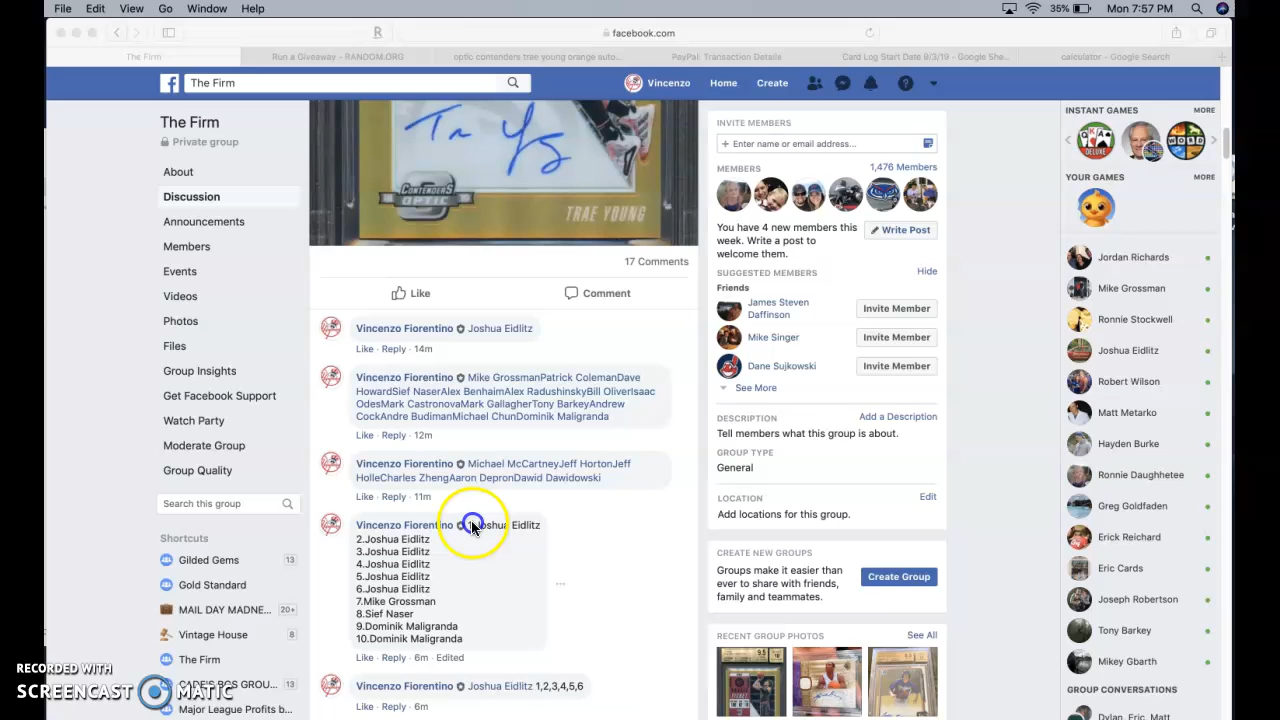 File Edit View History Window Help
35% Mon 7:57 PM
facebook.com
The Firm
Run a Giveaway - RANDOM.ORG
optic contenders trae young orange auto...
PayPal: Transaction Details
Card Log Start Date 9/3/19 - Google She...
calculator - Google Search
The Firm
Vincenzo Home Create
The Firm
Private group
About
Discussion
Announcements
Members
Events
Videos
Photos
Files
Group Insights
Get Facebook Support
Watch Party
Moderate Group
Group Quality
Search this group
Shortcuts
Gilded Gems 13
Gold Standard
MAIL DAY MADNE... 20+
Vintage House 8
The Firm
Major League Profits b...
RECORDED WITH
SCREENCAST MATIC
CONTENDERS
OPTIC
TRAE YOUNG
17 Comments
Like Comment
Vincenzo Fiorentino Joshua Eidlitz
Like · Reply · 14m
Vincenzo Fiorentino Mike GrossmanPatrick ColemanDave
HowardSief NaserAlex BenhaimAlex RadushinskyBill OliverIsaac
OdesMark CastronovaMark GallagherTony BarkeyAndrew
CockAndre BudimanMichael ChunDominik Maligranda
Like · Reply · 12m
Vincenzo Fiorentino Michael McCartneyJeff HortonJeff
HolleCharles ZhengAaron DepronDawid Dawidowski
Like · Reply · 11m
Vincenzo Fiorentino Joshua Eidlitz
2.Joshua Eidlitz
3.Joshua Eidlitz
4.Joshua Eidlitz
5.Joshua Eidlitz
6.Joshua Eidlitz
7.Mike Grossman
8.Sief Naser
9.Dominik Maligranda
10.Dominik Maligranda
Like · Reply · 6m · Edited
Vincenzo Fiorentino Joshua Eidlitz 1,2,3,4,5,6
Like · Reply · 6m
INVITE MEMBERS
+ Enter name or email address...
MEMBERS 1,476 Members
You have 4 new members this
week. Write a post to
welcome them.
Write Post
SUGGESTED MEMBERS Hide
Friends
James Steven
Daffinson
Invite Member
Mike Singer Invite Member
Dane Sujkowski Invite Member
See More
DESCRIPTION Add a Description
Tell members what this group is about.
GROUP TYPE
General
LOCATION Edit
Add locations for this group.
CREATE NEW GROUPS
Groups make it easier than
ever to share with friends,
family and teammates.
Create Group
RECENT GROUP PHOTOS See All
INSTANT GAMES MORE
YOUR GAMES MORE
Jordan Richards
Mike Grossman
Ronnie Stockwell
Joshua Eidlitz
Robert Wilson
Matt Metarko
Hayden Burke
Ronnie Daughhetee
Greg Goldfaden
Erick Reichard
Eric Cards
Joseph Robertson
Tony Barkey
Mikey Gbarth
GROUP CONVERSATIONS
Dylan, Eric, Matt